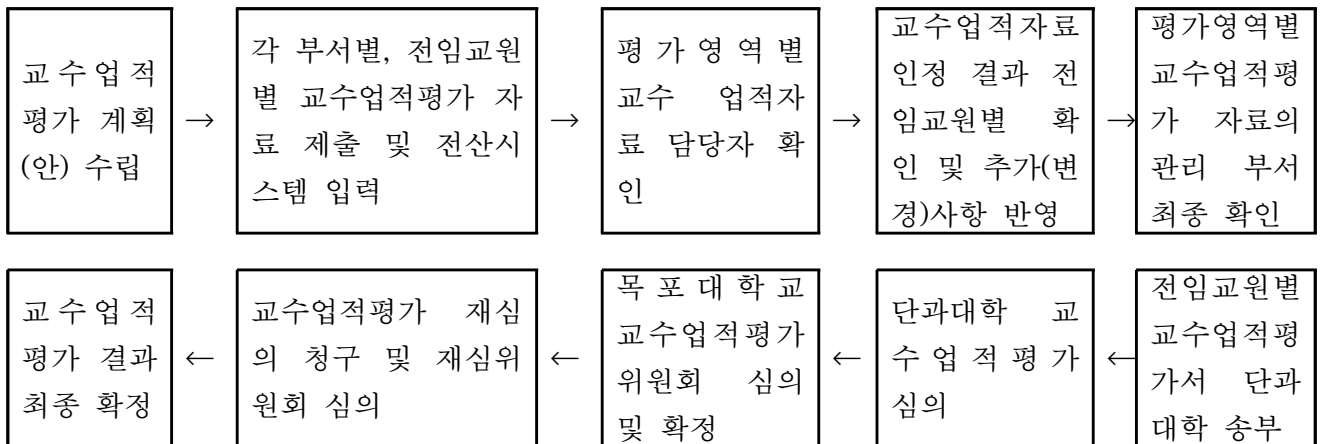 교 수 업 적
평가 계획
(안) 수립
→
각 부서별, 전임교원
별 교수업적평가 자
료 제출 및 전산시
스템 입력
→
평 가 영 역 별
교수 업적자
료 담당자 확
인
→
교수업적자료
인정 결과 전
임교원별 확
인 및 추가(변
경)사항 반영
→
평가영역별
교수업적평
가 자료의
관리 부서
최종 확인
교 수 업 적
평가 결과
최종 확정
←
교수업적평가 재심
의 청구 및 재심위
원회 심의
←
목 포 대 학 교
교수업적평가
위원회 심의
및 확정
←
단과대학 교
수 업 적 평 가
심의
←
전임교원별
교수업적평
가서 단과
대학 송부